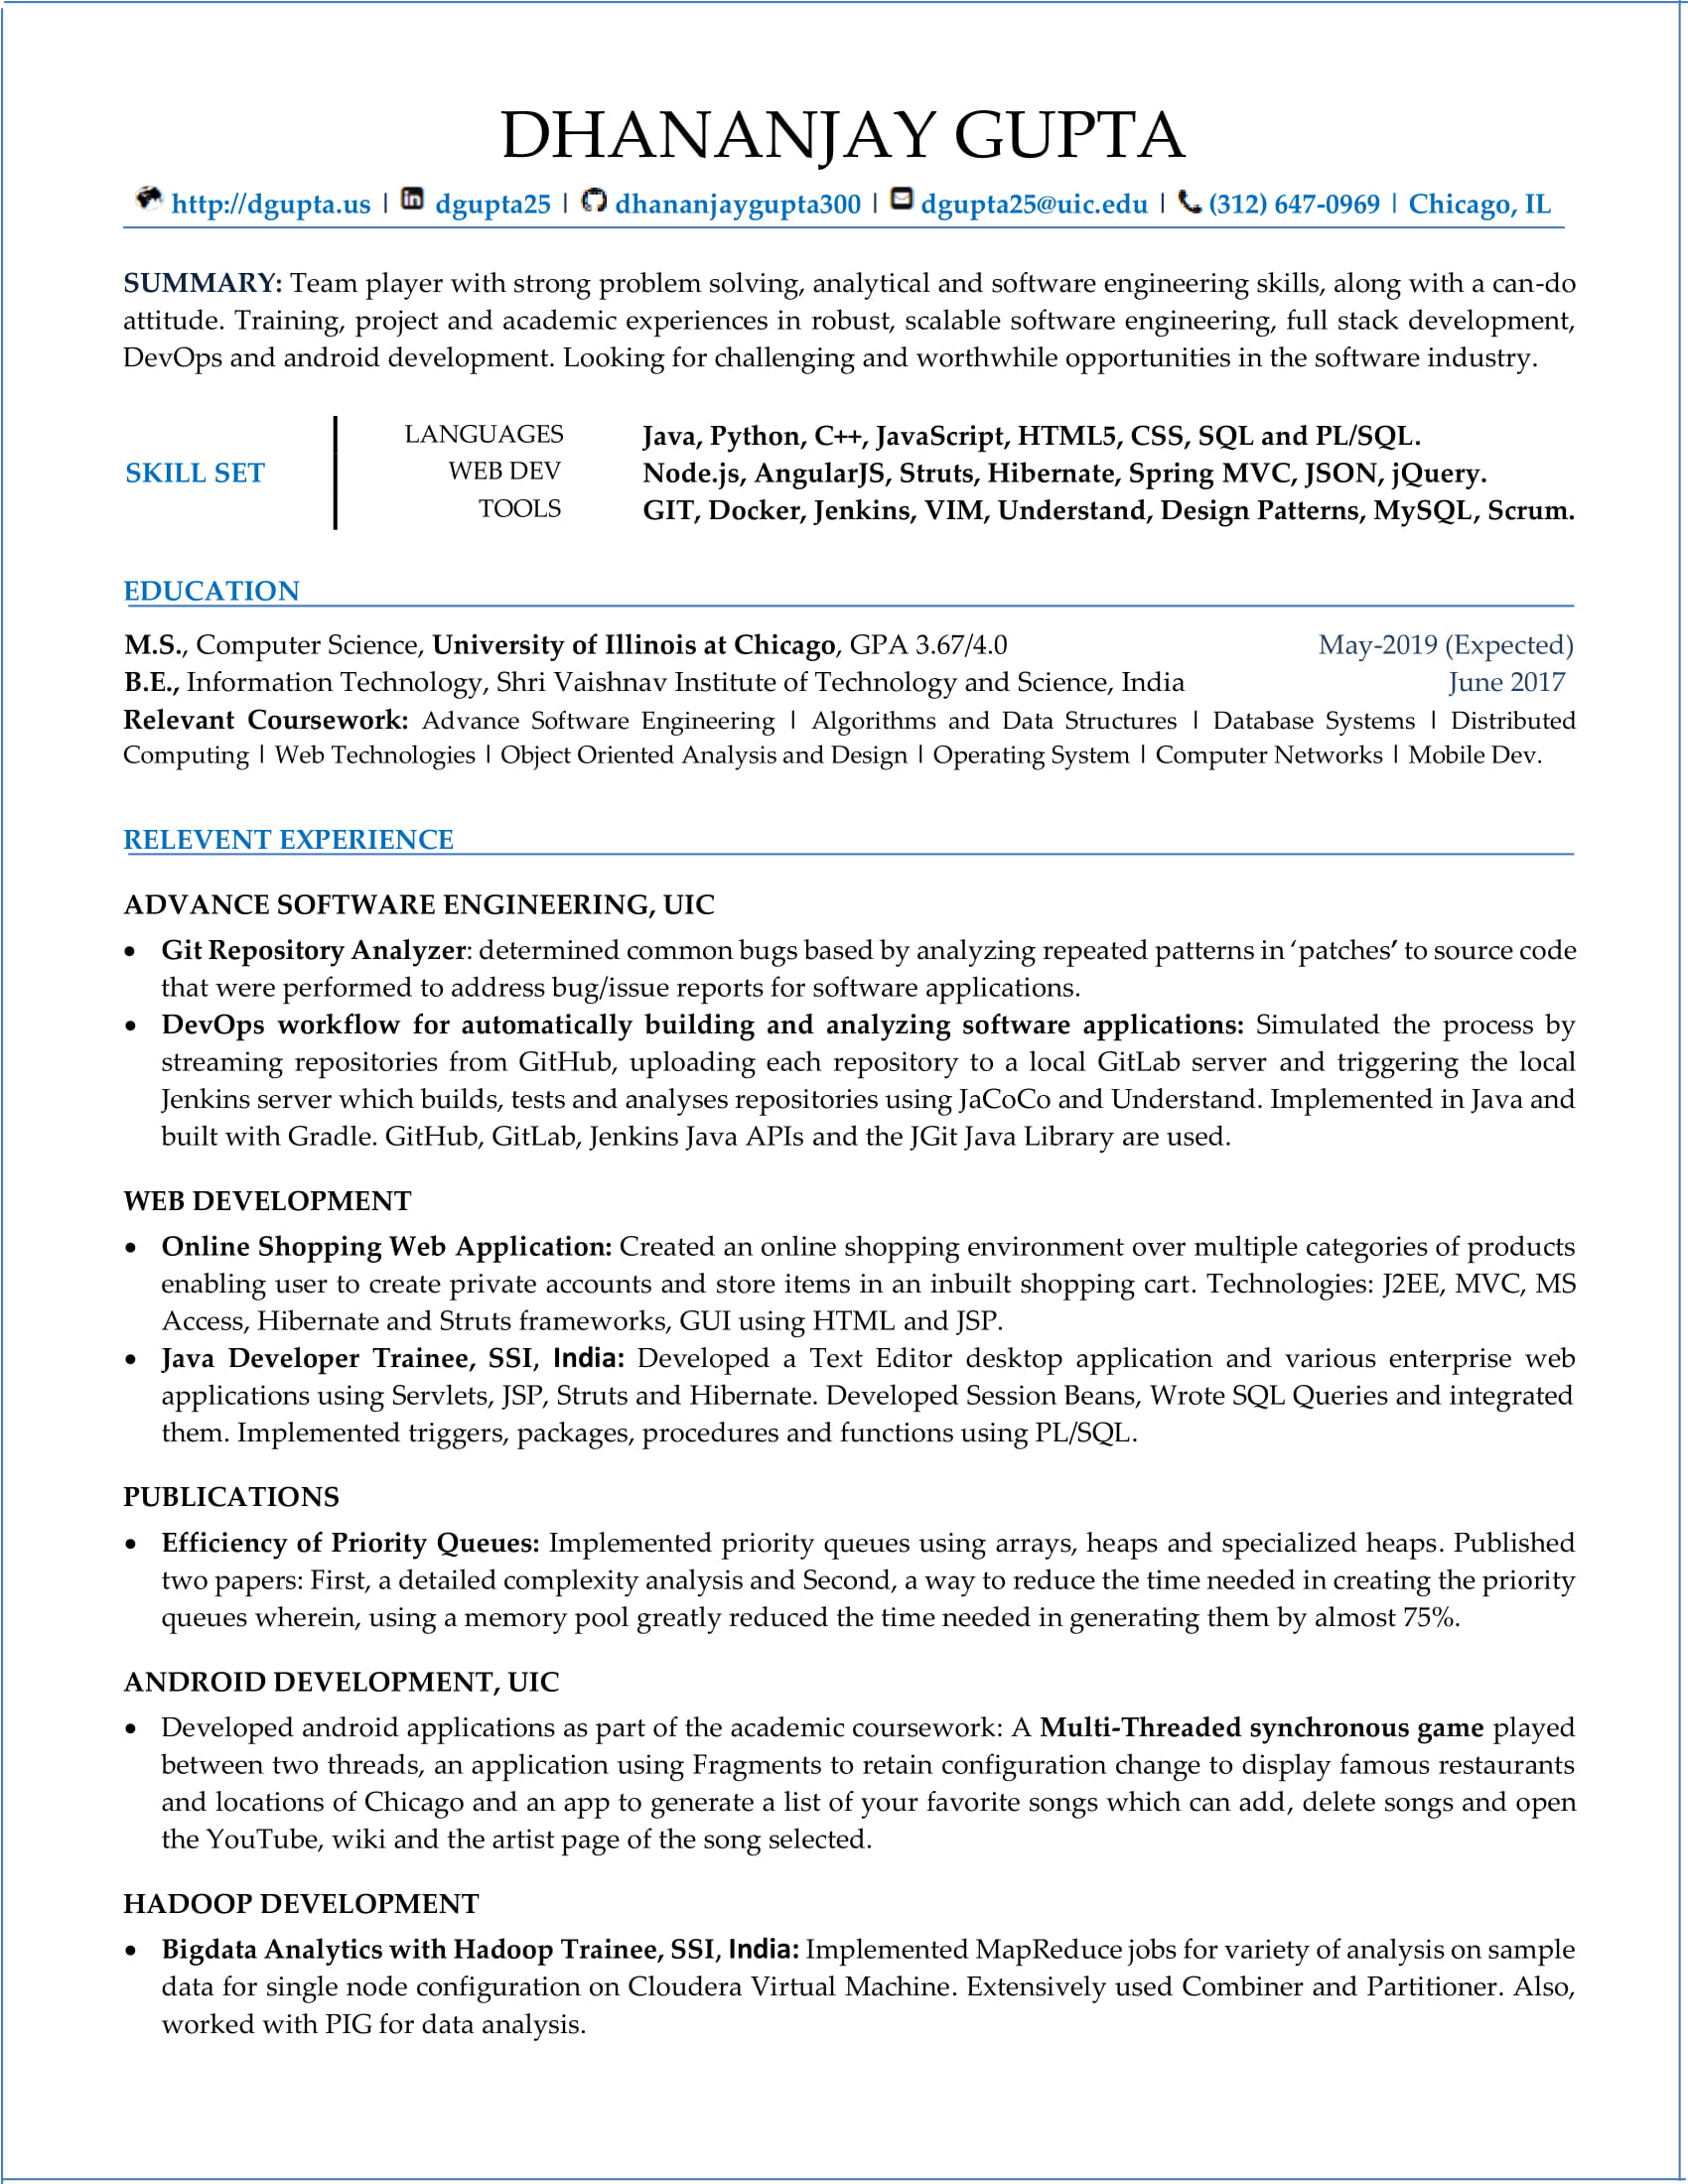 DHANANJAY GUPTA
http://dgupta.us | dgupta25 | dhananjaygupta300 | dgupta25@uic.edu | (312) 647-0969 | Chicago, IL
SUMMARY: Team player with strong problem solving, analytical and software engineering skills, along with a can-do
attitude. Training, project and academic experiences in robust, scalable software engineering, full stack development,
DevOps and android development. Looking for challenging and worthwhile opportunities in the software industry.
SKILL SET
LANGUAGES Java, Python, C++, JavaScript, HTML5, CSS, SQL and PL/SQL.
WEB DEV Node.js, AngularJS, Struts, Hibernate, Spring MVC, JSON, jQuery.
TOOLS GIT, Docker, Jenkins, VIM, Understand, Design Patterns, MySQL, Scrum.
EDUCATION
M.S., Computer Science, University of Illinois at Chicago, GPA 3.67/4.0 May-2019 (Expected)
B.E., Information Technology, Shri Vaishnav Institute of Technology and Science, India June 2017
Relevant Coursework: Advance Software Engineering | Algorithms and Data Structures | Database Systems | Distributed
Computing | Web Technologies | Object Oriented Analysis and Design | Operating System | Computer Networks | Mobile Dev.
RELEVENT EXPERIENCE
ADVANCE SOFTWARE ENGINEERING, UIC
• Git Repository Analyzer: determined common bugs based by analyzing repeated patterns in ‘patches’ to source code
that were performed to address bug/issue reports for software applications.
• DevOps workflow for automatically building and analyzing software applications: Simulated the process by
streaming repositories from GitHub, uploading each repository to a local GitLab server and triggering the local
Jenkins server which builds, tests and analyses repositories using JaCoCo and Understand. Implemented in Java and
built with Gradle. GitHub, GitLab, Jenkins Java APIs and the JGit Java Library are used.
WEB DEVELOPMENT
• Online Shopping Web Application: Created an online shopping environment over multiple categories of products
enabling user to create private accounts and store items in an inbuilt shopping cart. Technologies: J2EE, MVC, MS
Access, Hibernate and Struts frameworks, GUI using HTML and JSP.
• Java Developer Trainee, SSI, India: Developed a Text Editor desktop application and various enterprise web
applications using Servlets, JSP, Struts and Hibernate. Developed Session Beans, Wrote SQL Queries and integrated
them. Implemented triggers, packages, procedures and functions using PL/SQL.
PUBLICATIONS
• Efficiency of Priority Queues: Implemented priority queues using arrays, heaps and specialized heaps. Published
two papers: First, a detailed complexity analysis and Second, a way to reduce the time needed in creating the priority
queues wherein, using a memory pool greatly reduced the time needed in generating them by almost 75%.
ANDROID DEVELOPMENT, UIC
• Developed android applications as part of the academic coursework: A Multi-Threaded synchronous game played
between two threads, an application using Fragments to retain configuration change to display famous restaurants
and locations of Chicago and an app to generate a list of your favorite songs which can add, delete songs and open
the YouTube, wiki and the artist page of the song selected.
HADOOP DEVELOPMENT
• Bigdata Analytics with Hadoop Trainee, SSI, India: Implemented MapReduce jobs for variety of analysis on sample
data for single node configuration on Cloudera Virtual Machine. Extensively used Combiner and Partitioner. Also,
worked with PIG for data analysis.